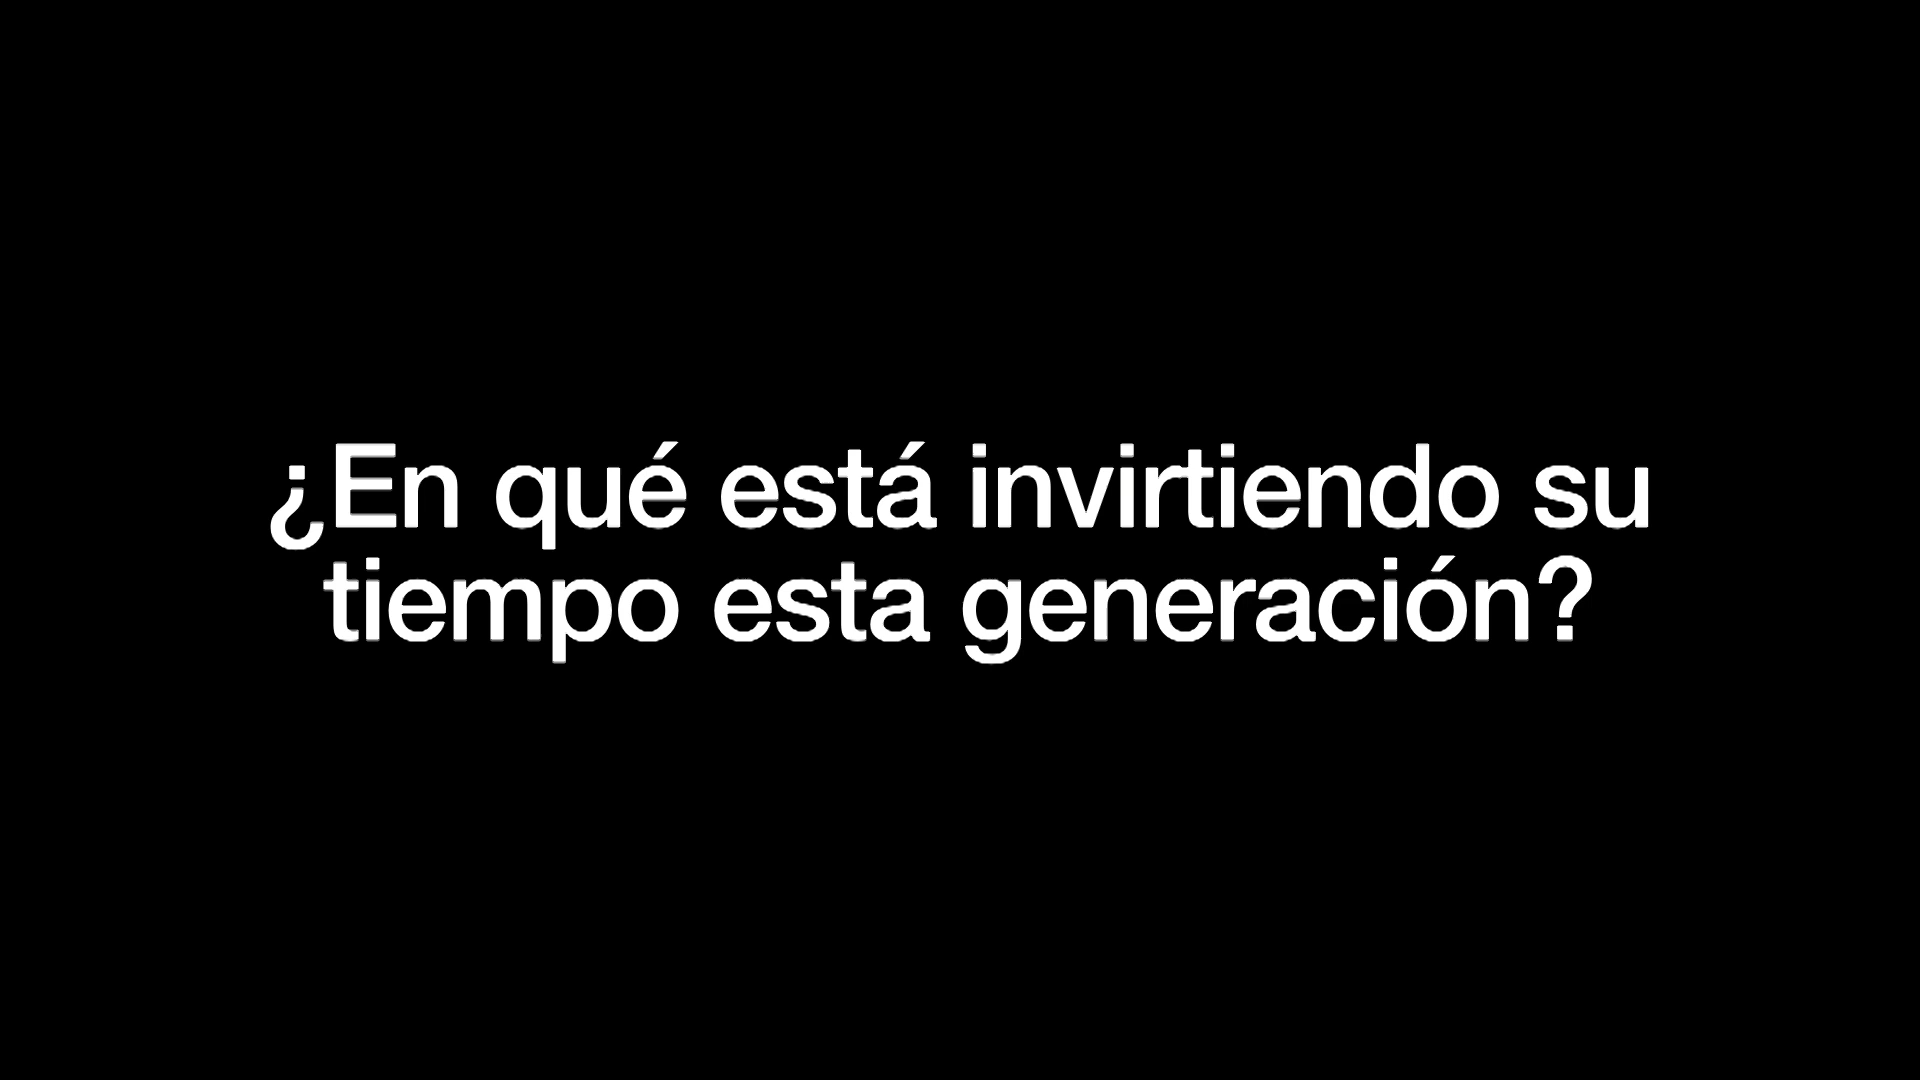 ¿En qué está invirtiendo su
tiempo esta generación?